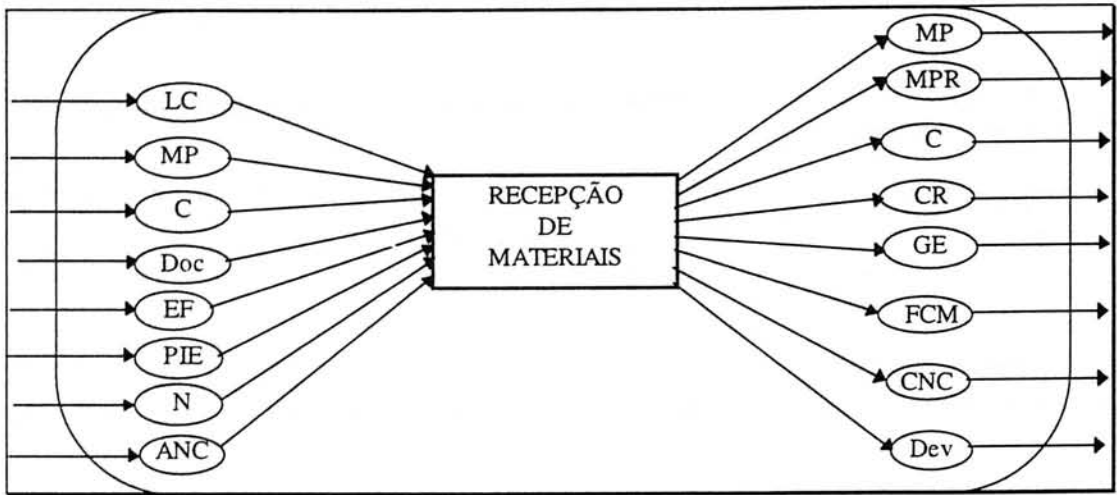 LC
MP
C
Doc
EF
PIE
N
ANC
RECEPÇÃO
DE
MATERIAIS
MP
MPR
C
CR
GE
FCM
CNC
Dev